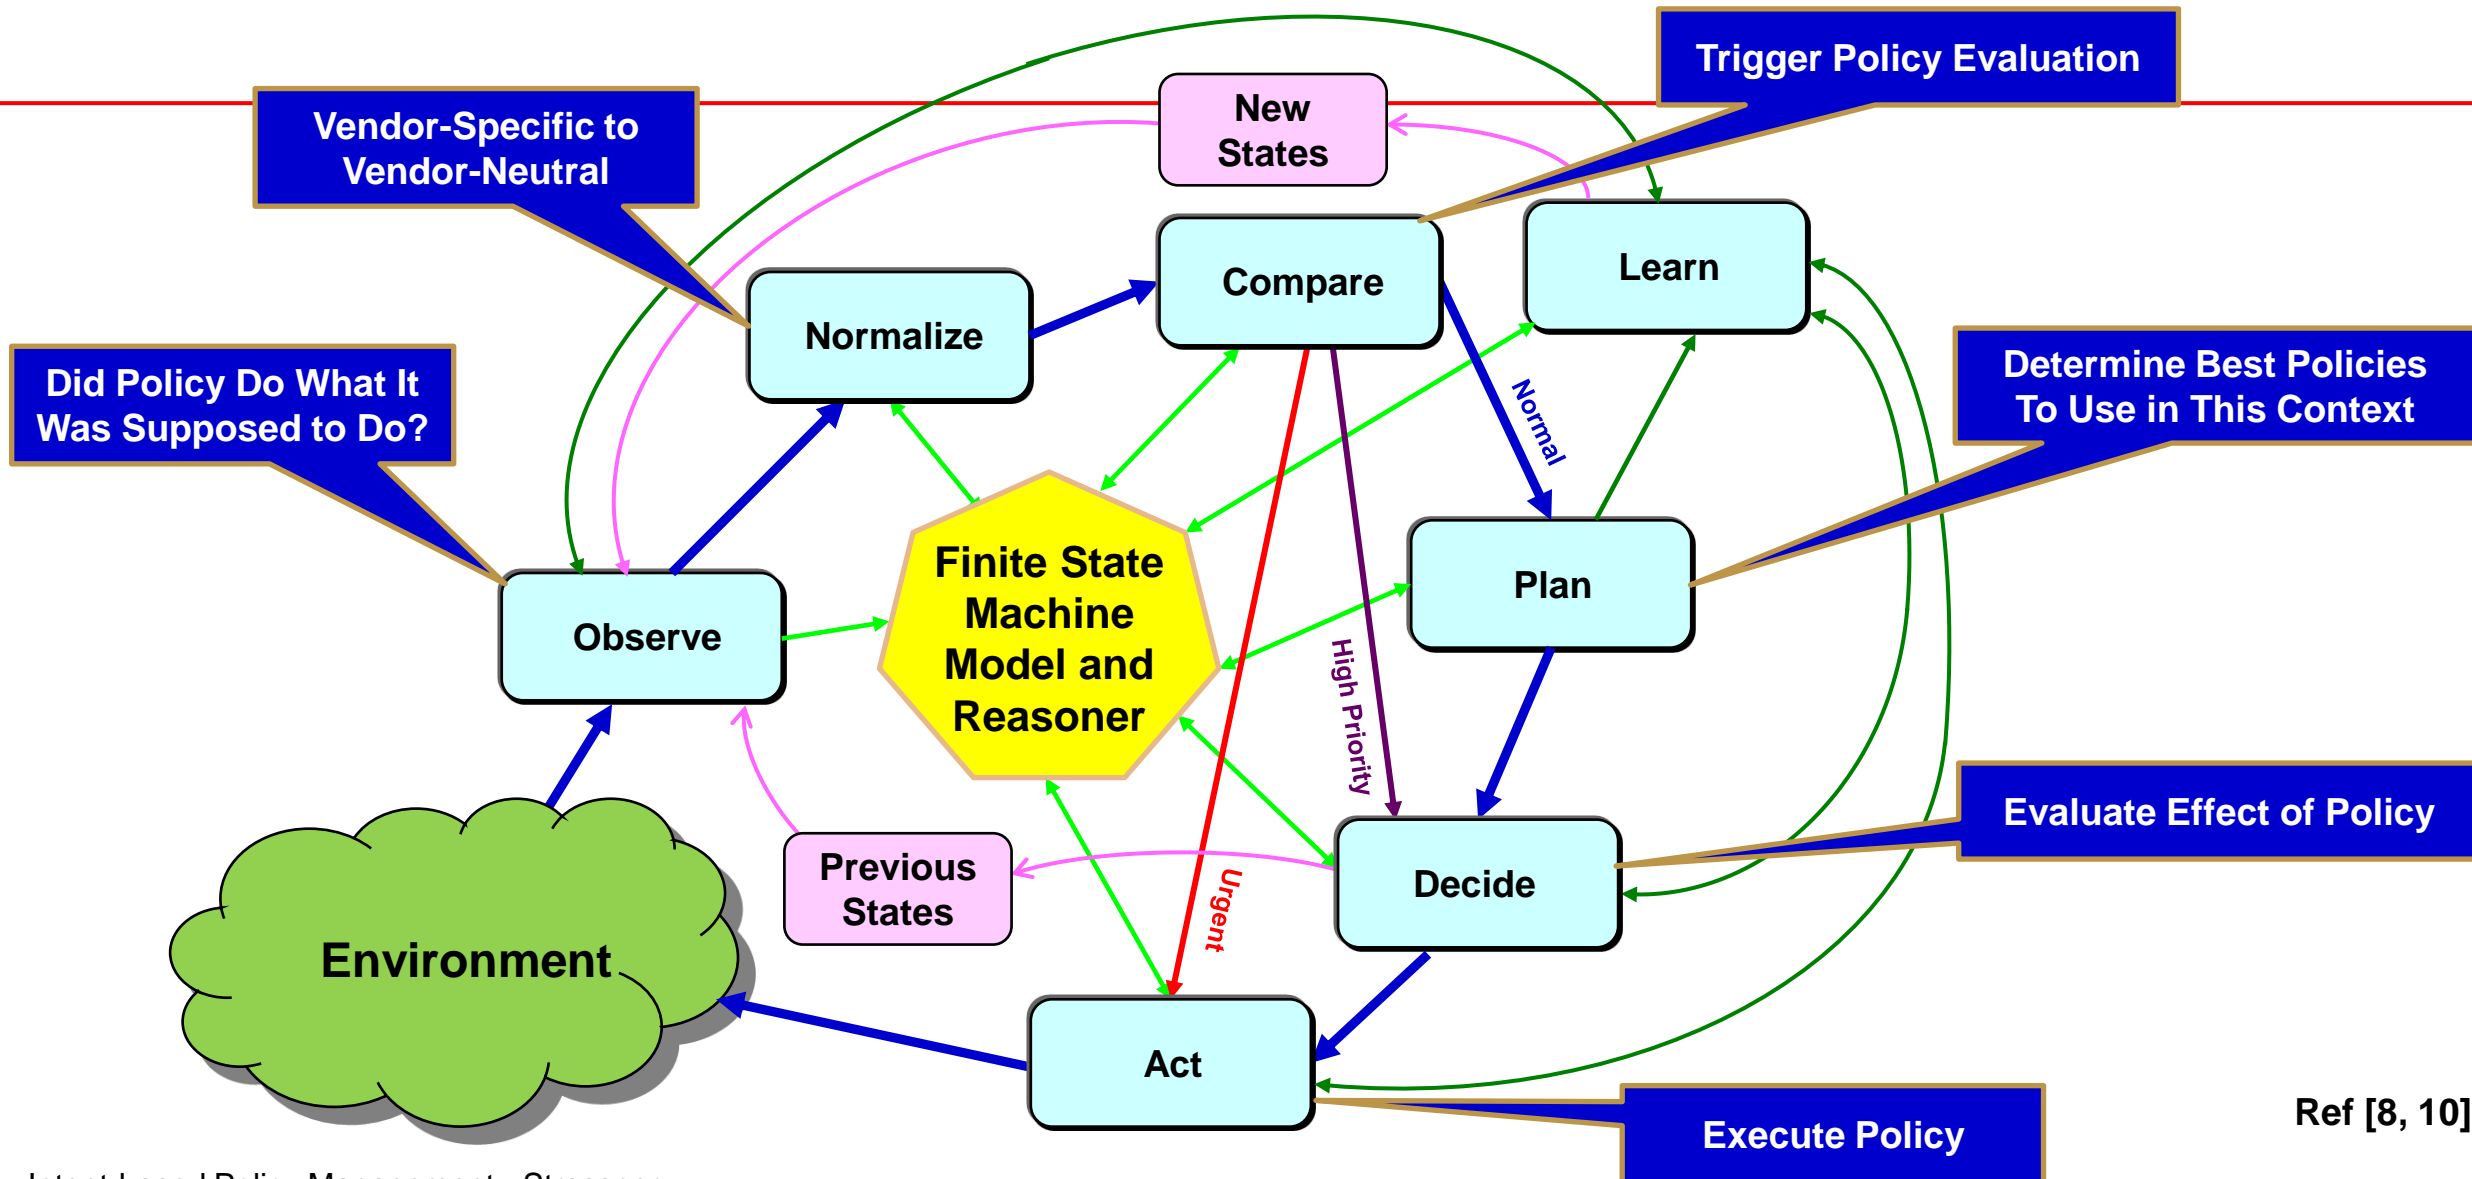 Trigger Policy Evaluation
New
States
Vendor-Specific to
Vendor-Neutral
Compare
Learn
Normalize
Did Policy Do What It
Was Supposed to Do?
Determine Best Policies
To Use in This Context
Normal
Finite State
Machine
Model and
Reasoner
Plan
Observe
High Priority
Evaluate Effect of Policy
Previous
States
Decide
Urgent
Environment
Act
Execute Policy
Ref [8, 10]